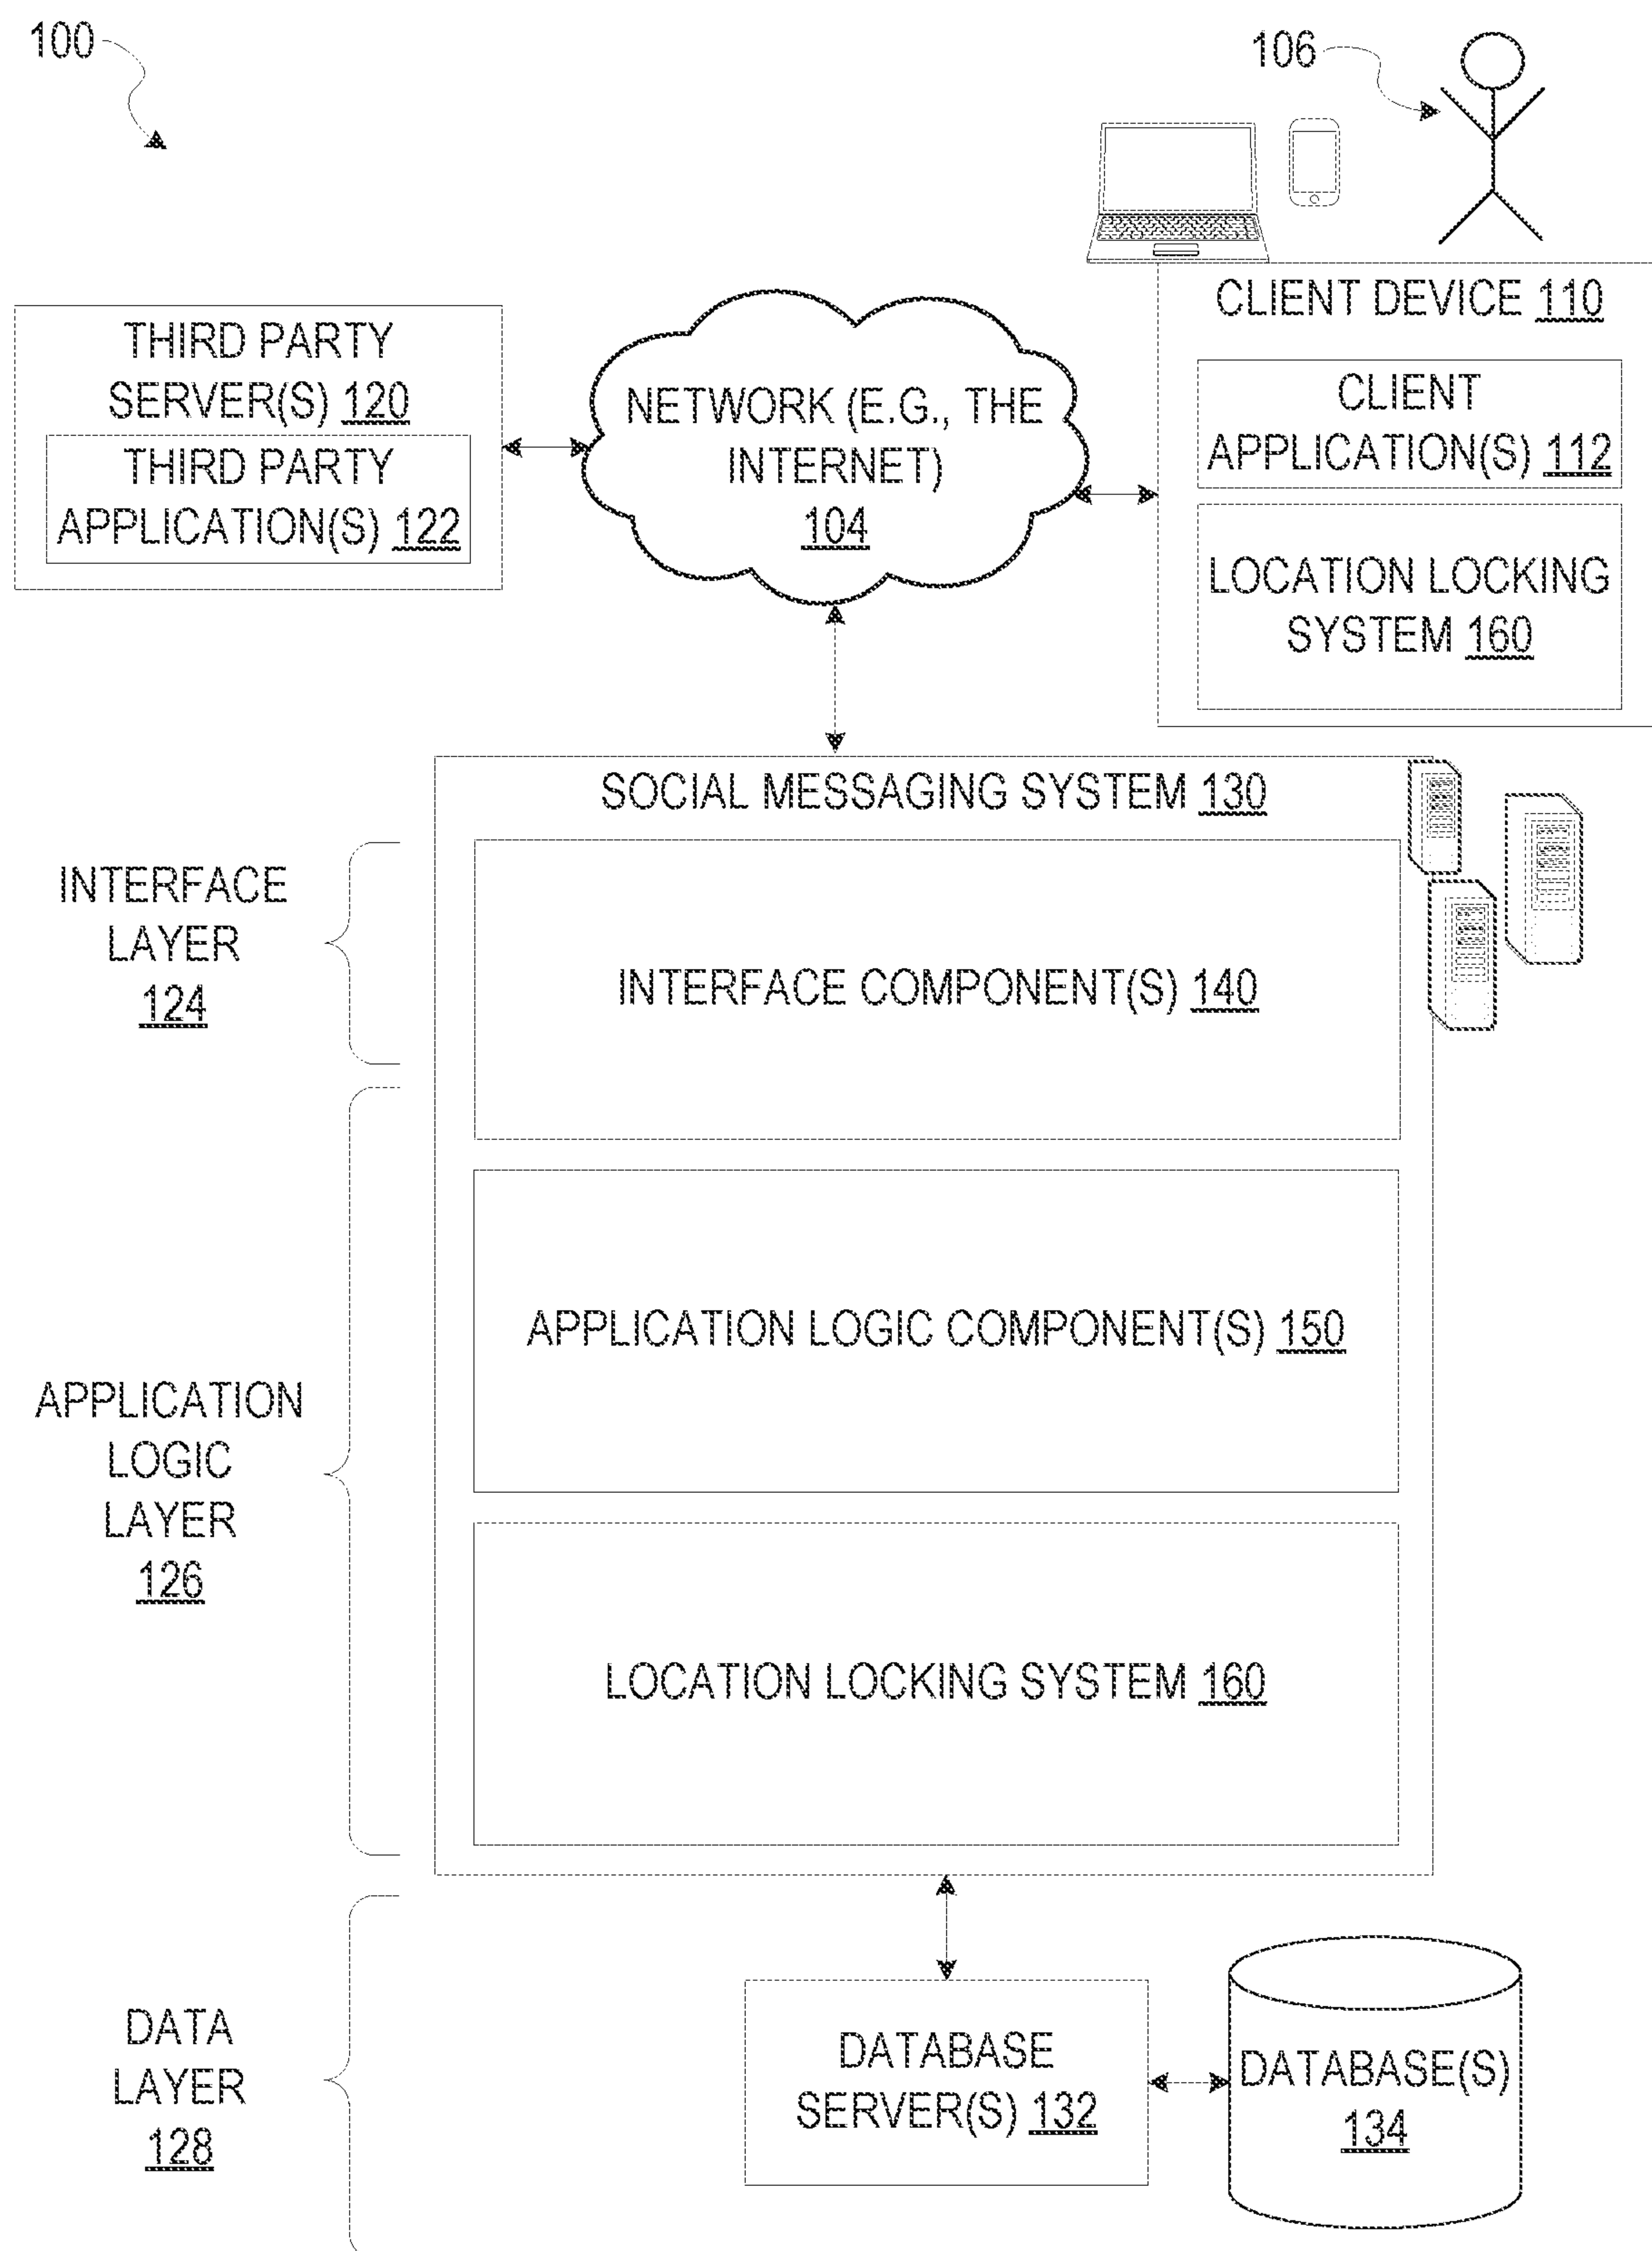 100
106
CLIENT DEVICE 110
THIRD PARTY
SERVER(S) 120
THIRD PARTY
APPLICATION(S) 122
NETWORK (E.G., THE
INTERNET)
104
CLIENT
APPLICATION(S) 112
LOCATION LOCKING
SYSTEM 160
SOCIAL MESSAGING SYSTEM 130
INTERFACE
LAYER
124
INTERFACE COMPONENT(S) 140
APPLICATION
LOGIC
LAYER
126
APPLICATION LOGIC COMPONENT(S) 150
LOCATION LOCKING SYSTEM 160
DATA
LAYER
128
DATABASE
SERVER(S) 132
DATABASE(S)
134